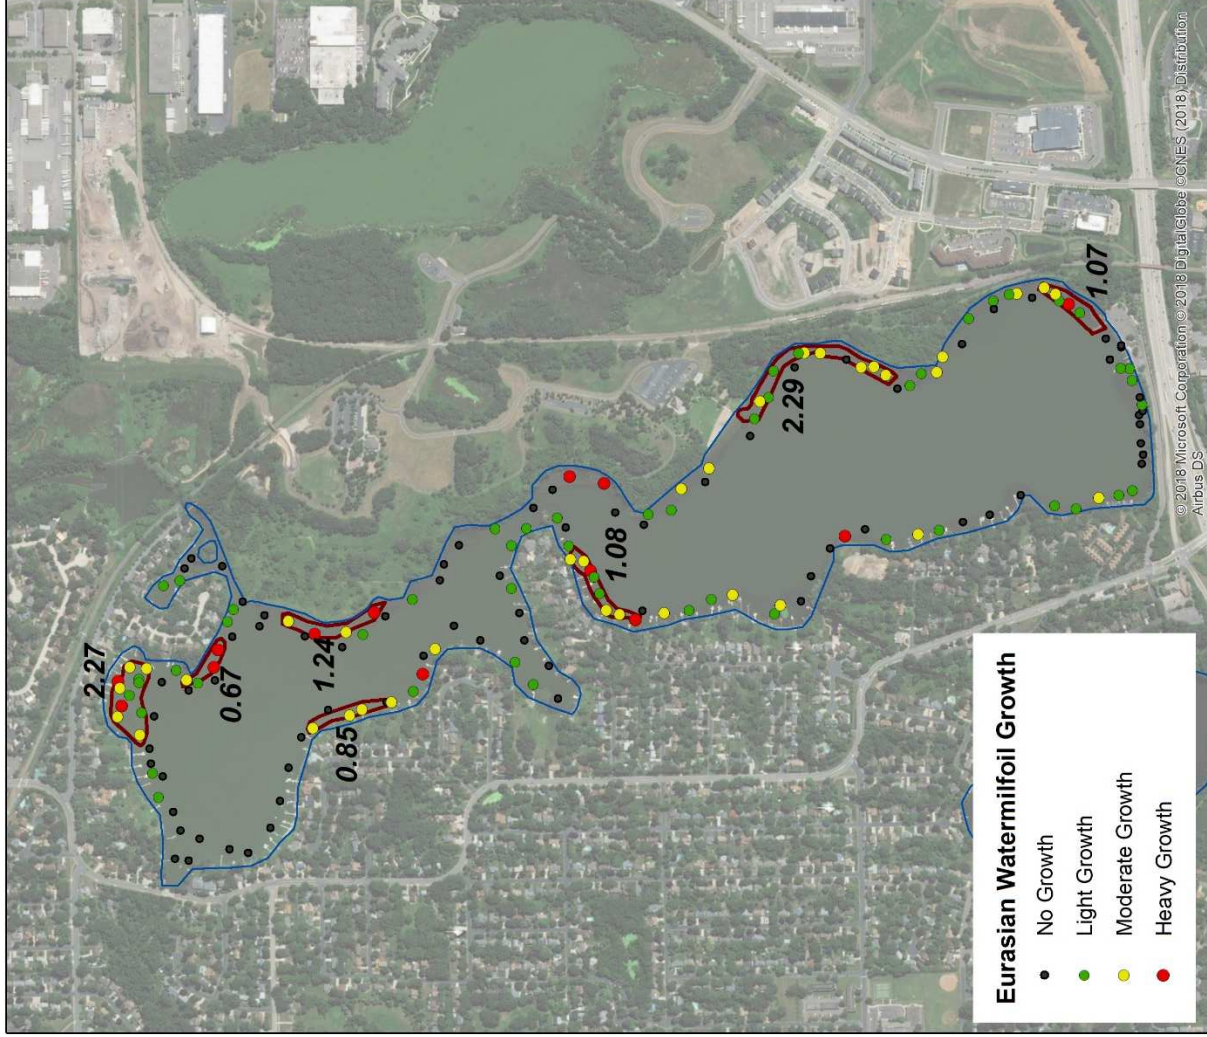 2.27
0.67
1.24
0.85
1.08
2.29
1.07
Eurasian Watermilfoil Growth
No Growth
Light Growth
Moderate Growth
Heavy Growth
© 2018 Microsoft Corporation © 2018 DigitalGlobe ©CNES (2018) Distribution
Airbus DS